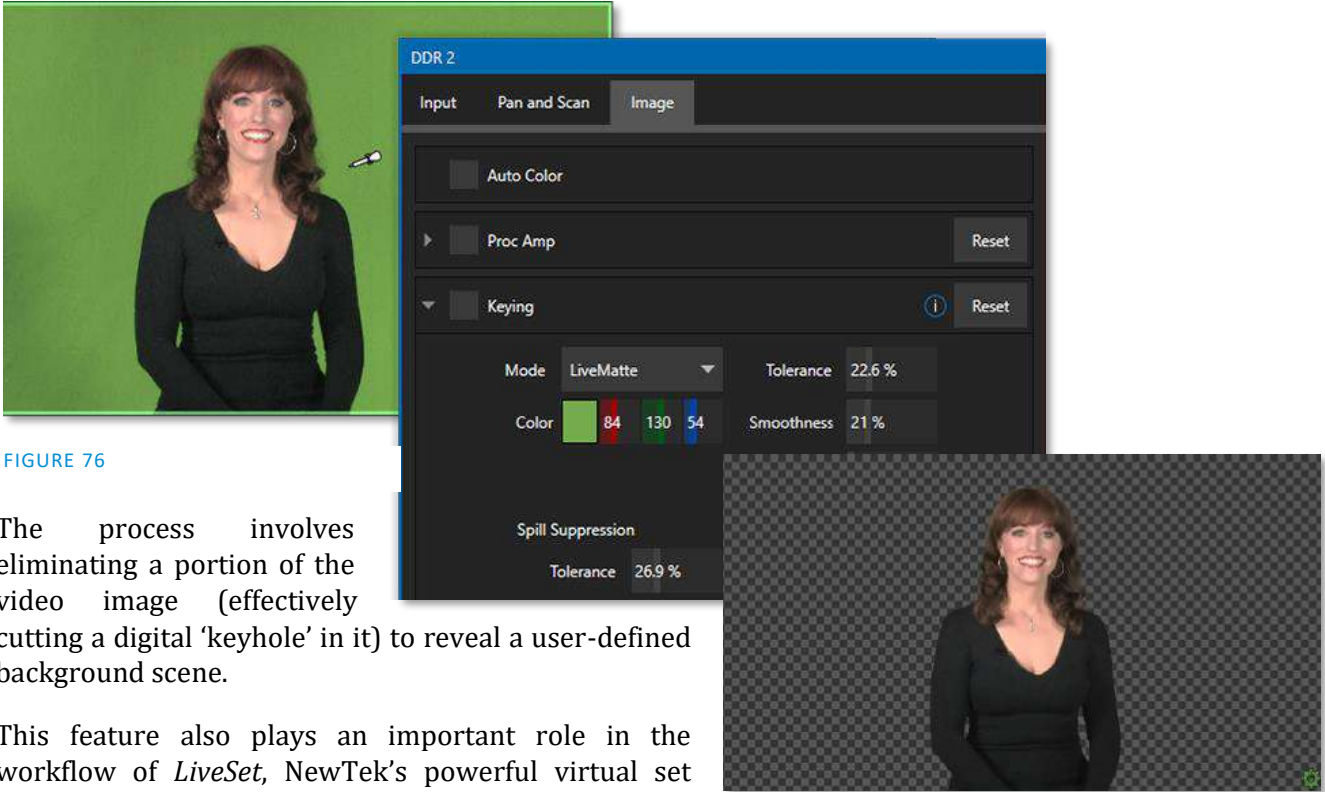 DDR 2
Input Pan and Scan Image
Auto Color
Proc Amp Reset
Keying i Reset
Mode LiveMatte Tolerance 22.6 %
Color 84 130 54 Smoothness 21 %
Spill Suppression
Tolerance 26.9 %
FIGURE 76
The process involves
eliminating a portion of the
video image (effectively
cutting a digital ‘keyhole’ in it) to reveal a user-defined
background scene.
This feature also plays an important role in the
workflow of LiveSet, NewTek’s powerful virtual set